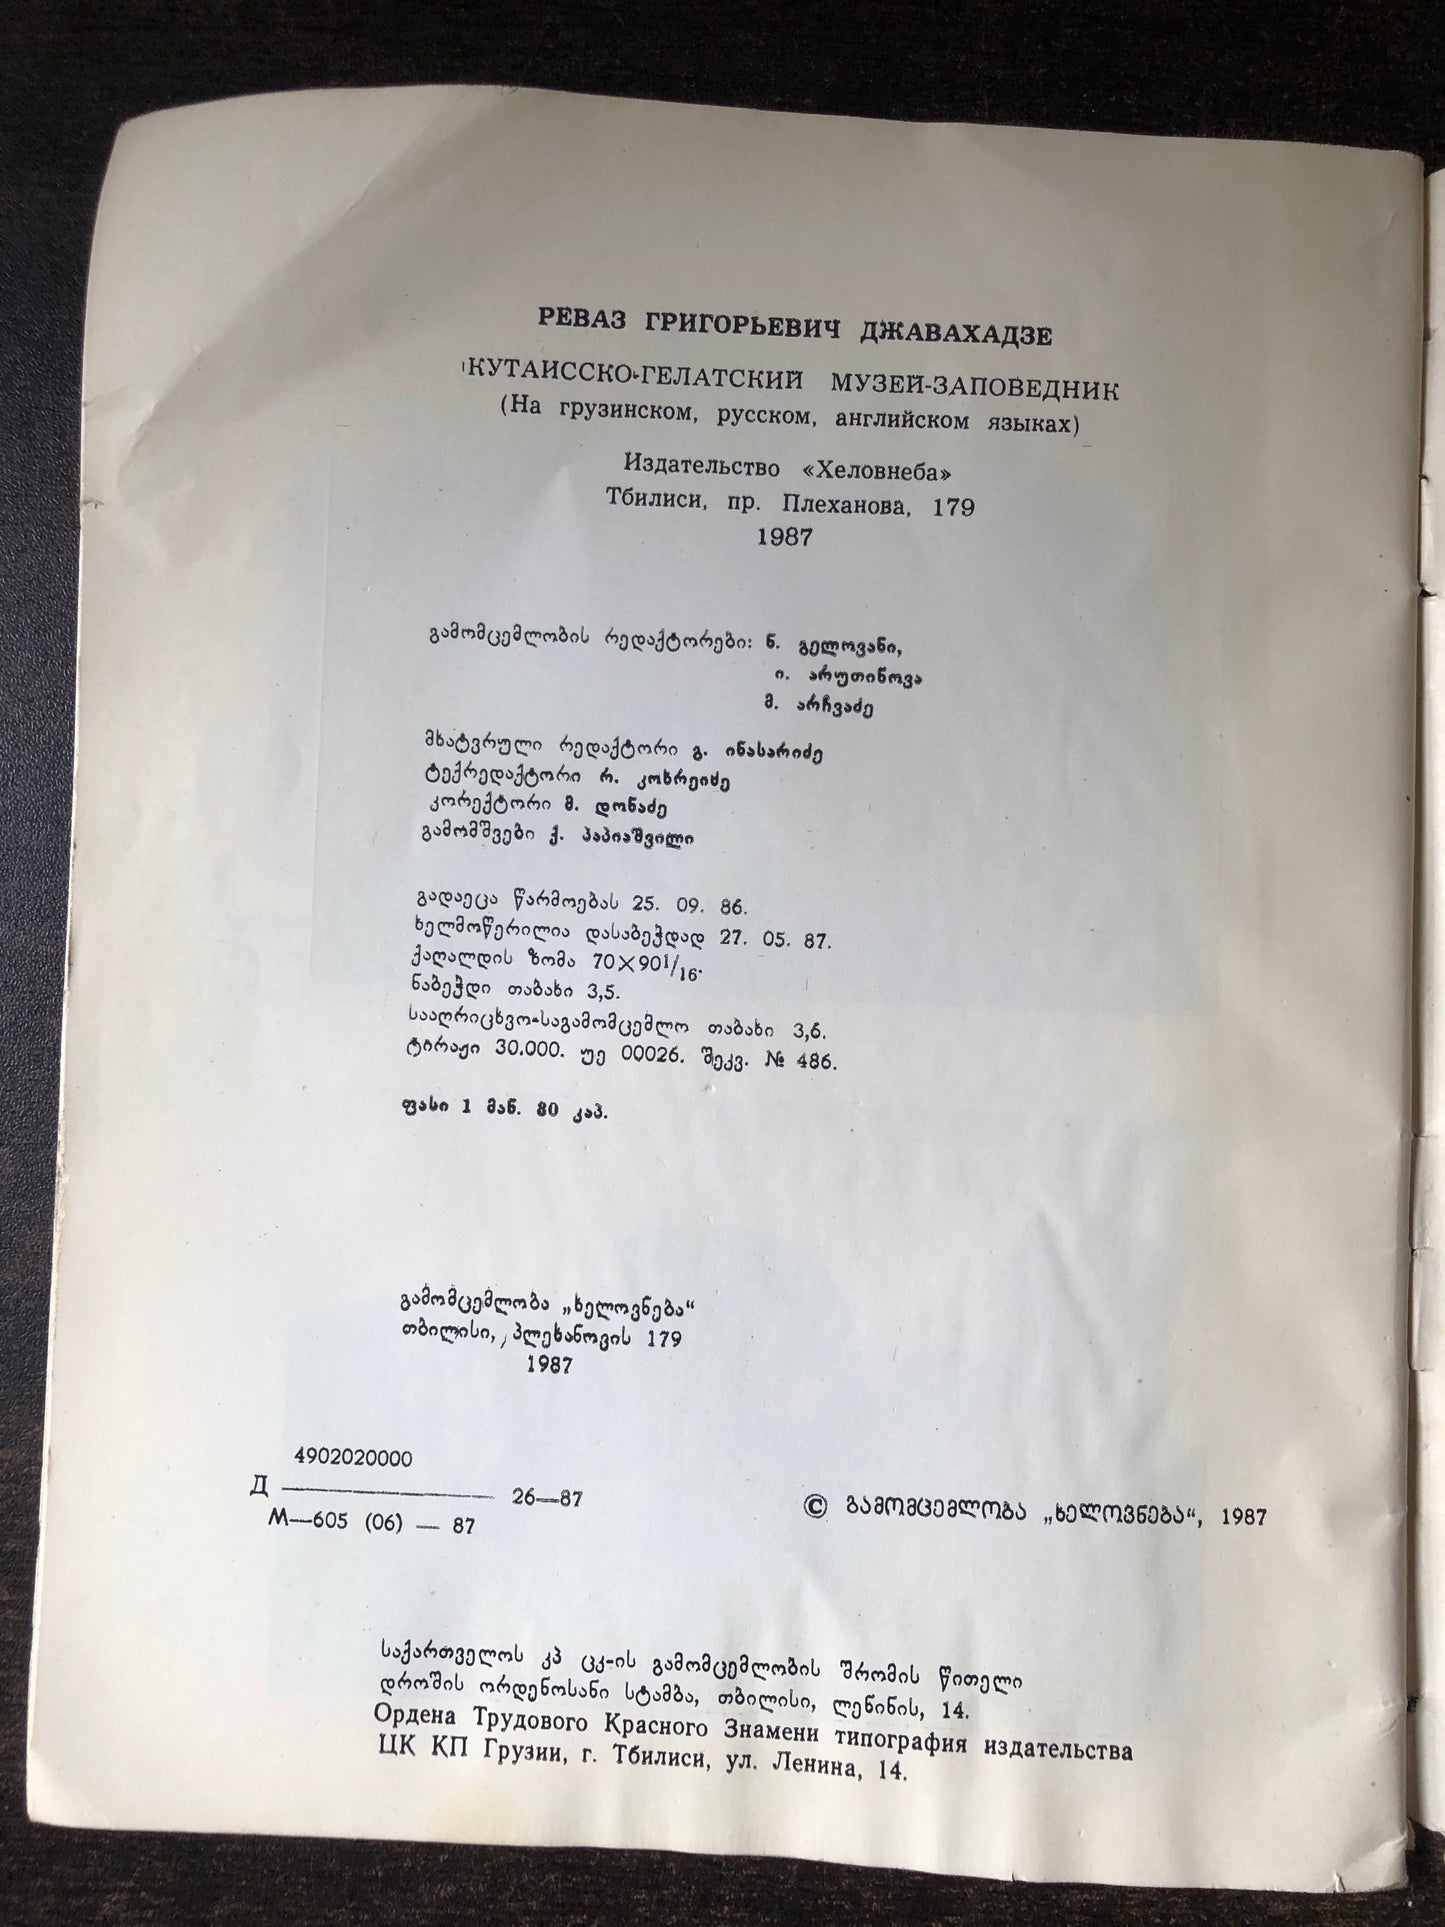 РЕВАЗ ГРИГОРЬЕВИЧ ДЖАВАХАДЗЕ
КУТАИССКО-ГЕЛАТСКИЙ МУЗЕЙ-ЗАПОВЕДНИК
(На грузинском, русском, английском языках)
Издательство «Хеловнеба»
Тбилиси, пр. Плеханова, 179
1987
გამომცემლობის რედაქტორები: ნ. გელოვანი,
ი. არუთინოვა
მ. არჩვაძე
მხატვრული რედაქტორი გ. ინასარიძე
ტექრედაქტორი რ. კოხრეიძე
კორექტორი მ. დონაძე
გამომშვები ქ. პაპიაშვილი
გადაეცა წარმოებას 25. 09. 86.
ხელმოწერილია დასაბეჭდად 27. 05. 87.
ქაღალდის ზომა 70×90¹/₁₆.
ნაბეჭდი თაბახი 3,5.
სააღრიცხვო-საგამომცემლო თაბახი 3,6.
ტირაჟი 30.000. უე 00026. შეკვ. № 486.
ფასი 1 მან. 80 კაპ.
გამომცემლობა „ხელოვნება“
თბილისი, პლეხანოვის 179
1987
4902020000
Д ―――――― 26—87
М—605 (06) — 87
© გამომცემლობა „ხელოვნება“, 1987
საქართველოს კპ ცკ-ის გამომცემლობის შრომის წითელი
დროშის ორდენოსანი სტამბა, თბილისი, ლენინის, 14.
Ордена Трудового Красного Знамени типография издательства
ЦК КП Грузии, г. Тбилиси, ул. Ленина, 14.